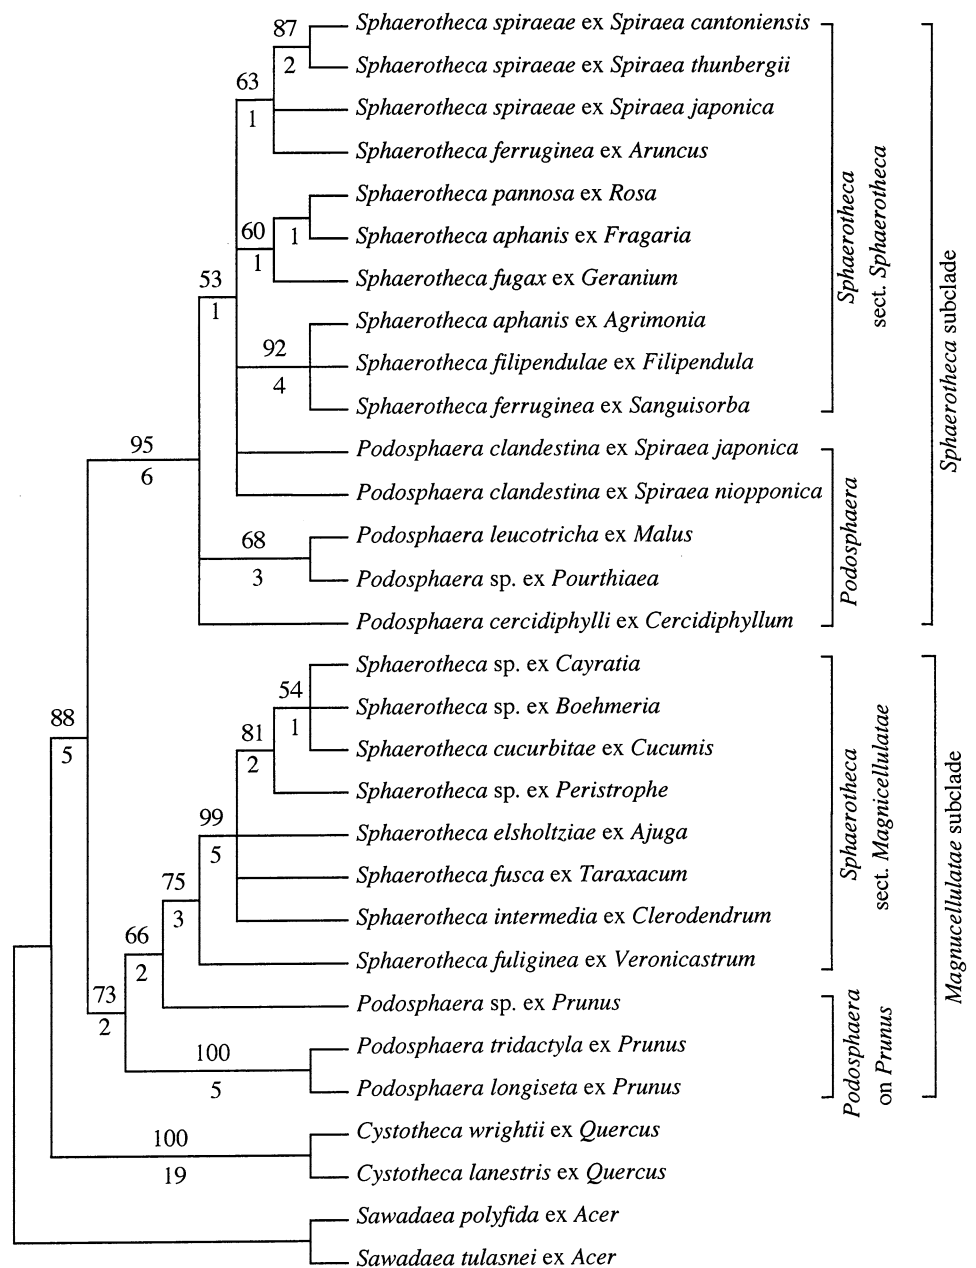 87
Sphaerotheca spiraeae ex Spiraea cantoniensis
2
Sphaerotheca spiraeae ex Spiraea thunbergii
63
1
Sphaerotheca spiraeae ex Spiraea japonica
Sphaerotheca ferruginea ex Aruncus
Sphaerotheca pannosa ex Rosa
60
1
Sphaerotheca aphanis ex Fragaria
1
Sphaerotheca fugax ex Geranium
53
1
Sphaerotheca aphanis ex Agrimonia
92
Sphaerotheca filipendulae ex Filipendula
4
Sphaerotheca ferruginea ex Sanguisorba
95
6
Podosphaera clandestina ex Spiraea japonica
Podosphaera clandestina ex Spiraea niopponica
68
Podosphaera leucotricha ex Malus
3
Podosphaera sp. ex Pourthiaea
Podosphaera cercidiphylli ex Cercidiphyllum
Sphaerotheca
sect. Sphaerotheca
Podosphaera
Sphaerotheca subclade
88
5
Sphaerotheca sp. ex Cayratia
54
1
Sphaerotheca sp. ex Boehmeria
81
2
Sphaerotheca cucurbitae ex Cucumis
Sphaerotheca sp. ex Peristrophe
99
5
Sphaerotheca elsholtziae ex Ajuga
75
3
Sphaerotheca fusca ex Taraxacum
Sphaerotheca intermedia ex Clerodendrum
66
2
Sphaerotheca fuliginea ex Veronicastrum
73
2
Podosphaera sp. ex Prunus
100
Podosphaera tridactyla ex Prunus
5
Podosphaera longiseta ex Prunus
Sphaerotheca
sect. Magnicellulatae
Podosphaera
on Prunus
Magnucellulatae subclade
100
Cystotheca wrightii ex Quercus
19
Cystotheca lanestris ex Quercus
Sawadaea polyfida ex Acer
Sawadaea tulasnei ex Acer